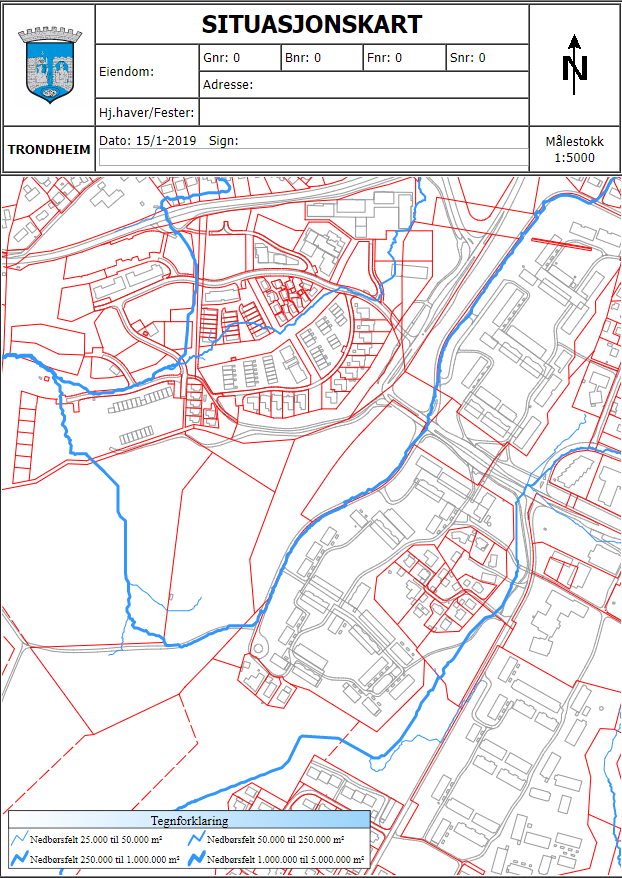 SITUASJONSKART
Eiendom:
Gnr: 0
Bnr: 0
Fnr: 0
Snr: 0
Adresse:
N
Hj.haver/Fester:
TRONDHEIM
Dato: 15/1-2019 Sign:
Målestokk
1:5000
Tegnforklaring
Nedbørsfelt 25.000 til 50.000 m²
Nedbørsfelt 50.000 til 250.000 m²
Nedbørsfelt 250.000 til 1.000.000 m²
Nedbørsfelt 1.000.000 til 5.000.000 m²